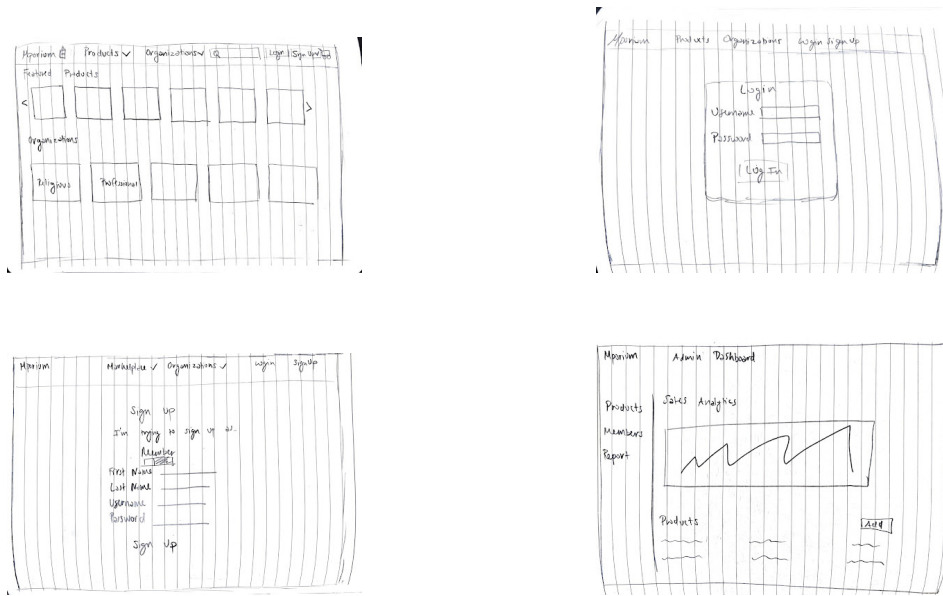 Mporium Products Organizations Q Login Sign Up
Featured Products
Organizations
Religious Professional
Mporium Products Organizations Login Sign Up
Login
Username
Password
Log In
Mporium Marketplace Organizations Login Sign Up
Sign Up
I'm trying to sign up as..
Member
First Name
Last Name
Username
Password
Sign Up
Mporium Admin Dashboard
Products
Members
Report
Sales Analytics
Products Add